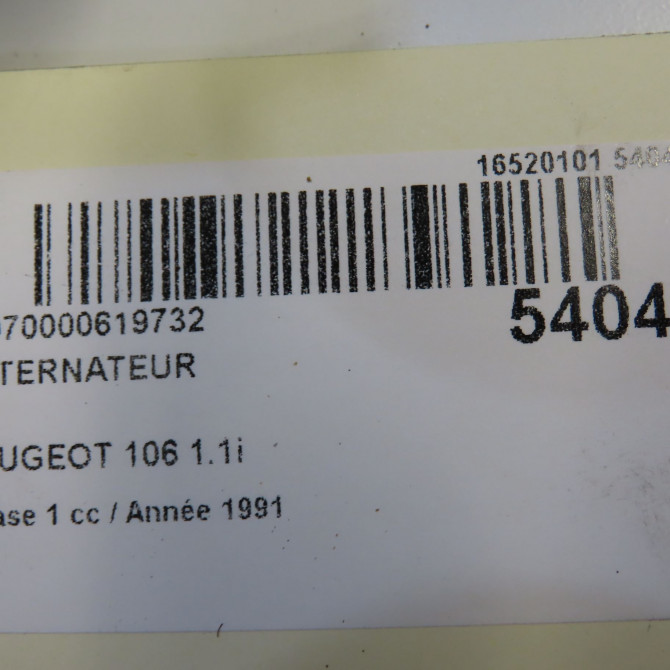 16520101 5404
070000619732
5404
TERNATEUR
UGEOT 106 1.1i
ase 1 cc / Année 1991